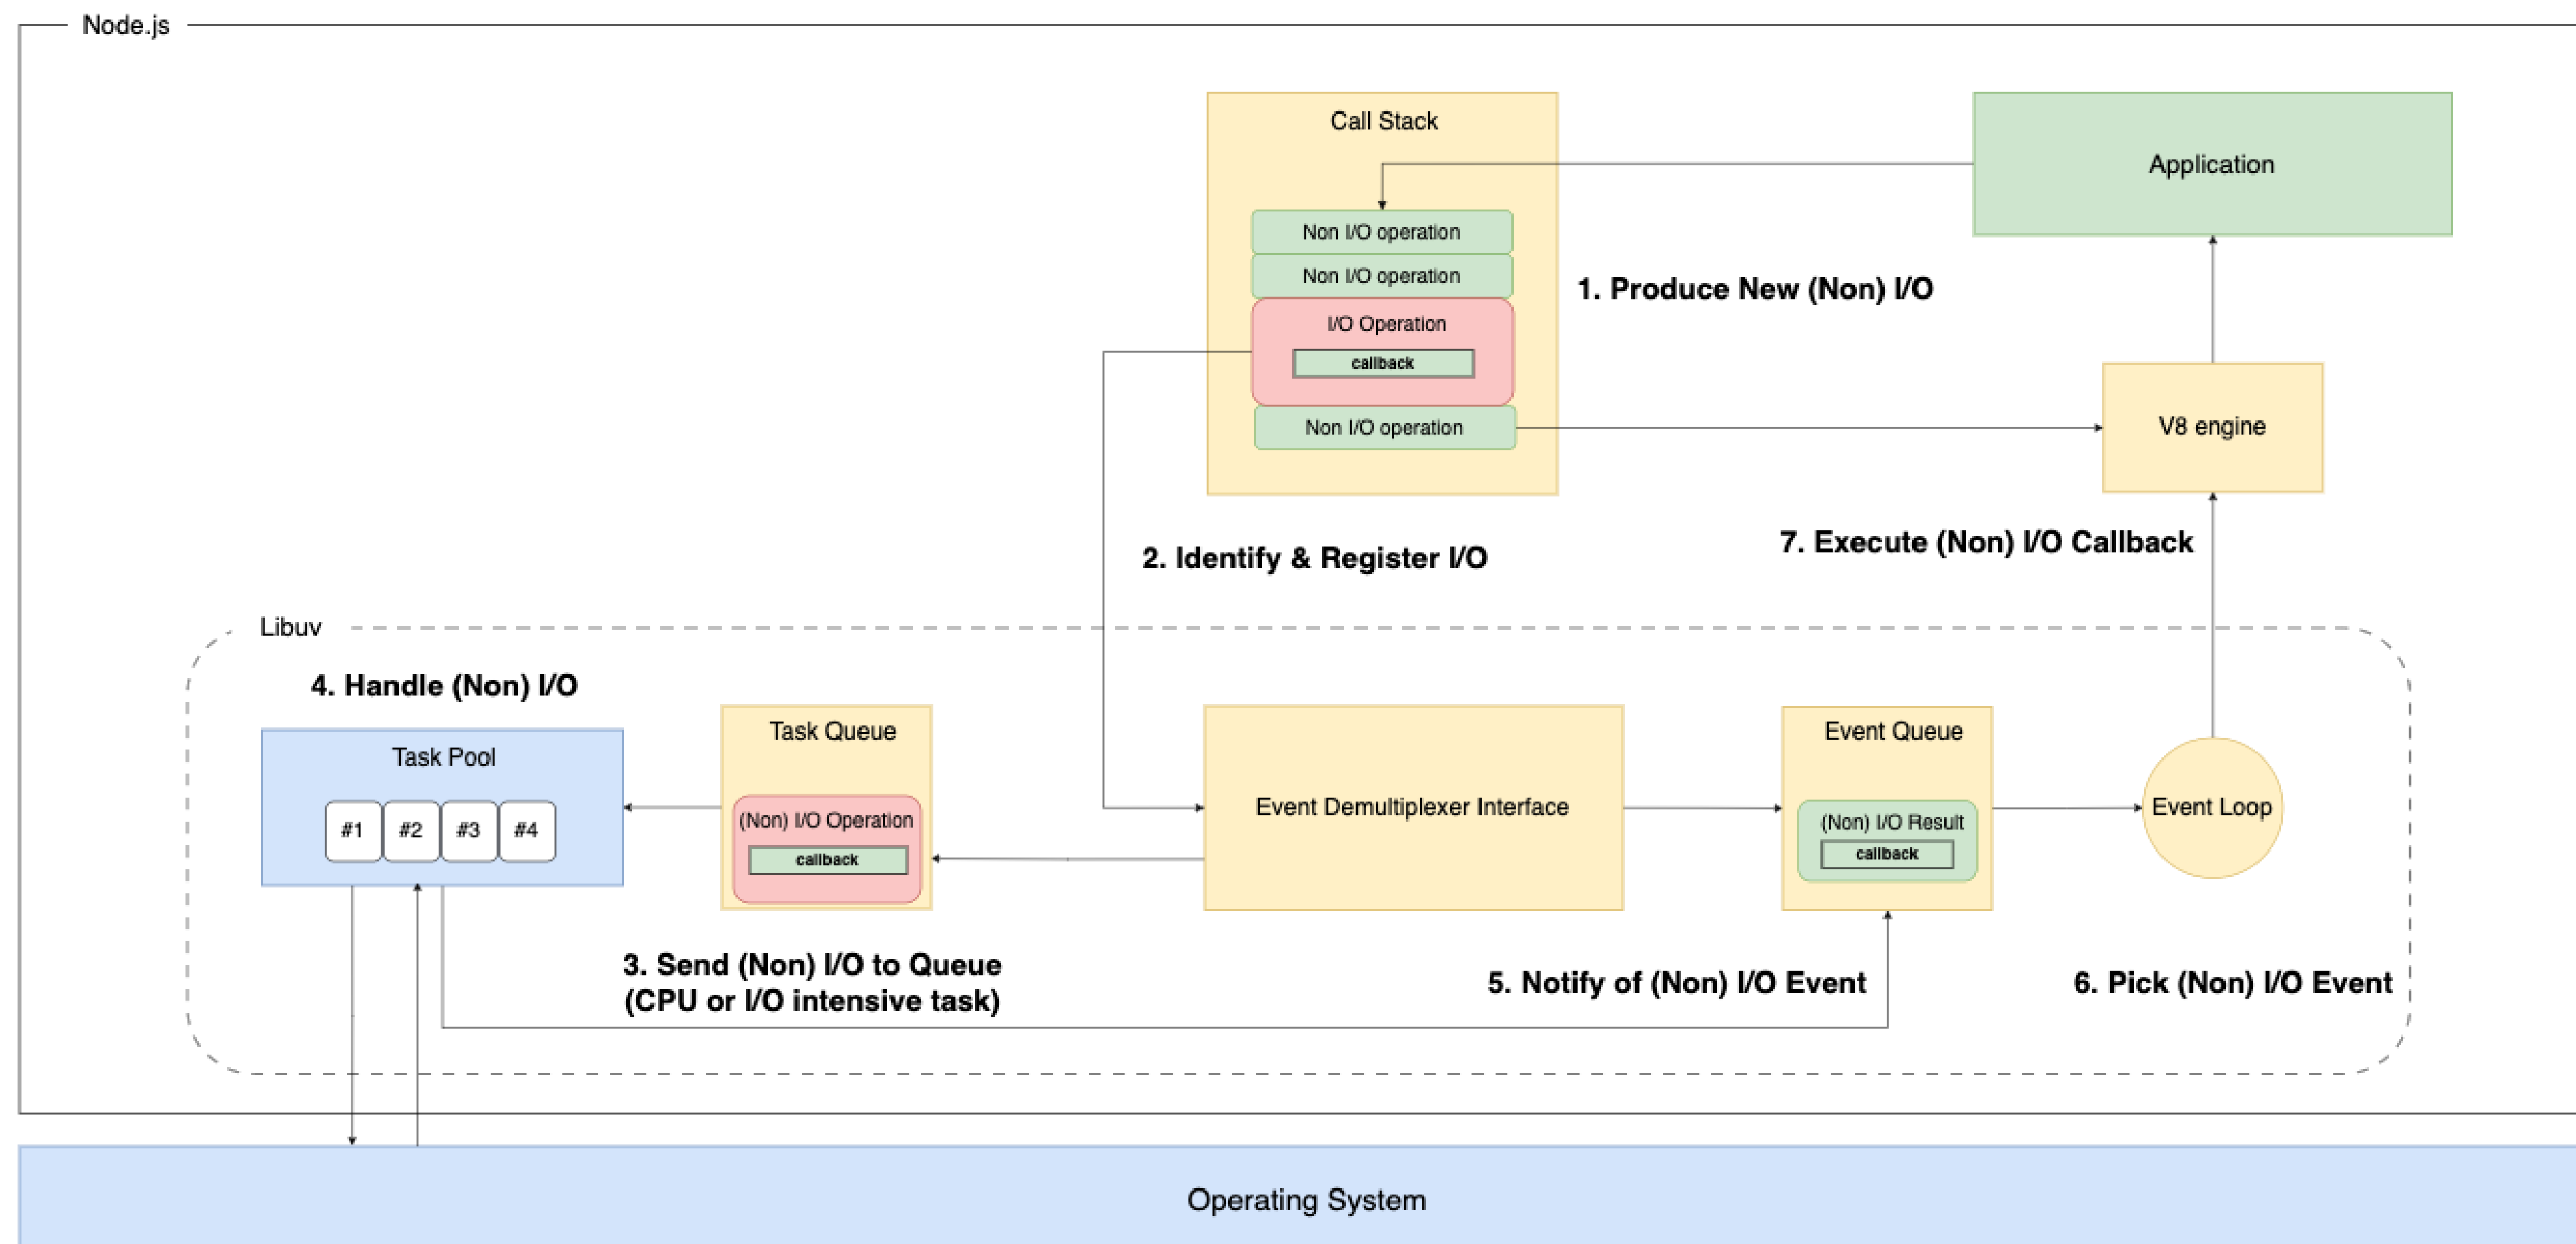 Node.js
Call Stack
Application
Non I/O operation
Non I/O operation
1. Produce New (Non) I/O
I/O Operation
callback
Non I/O operation
V8 engine
2. Identify & Register I/O
7. Execute (Non) I/O Callback
Libuv
4. Handle (Non) I/O
Task Pool
#1 #2 #3 #4
Task Queue
(Non) I/O Operation
callback
Event Demultiplexer Interface
Event Queue
(Non) I/O Result
callback
Event Loop
3. Send (Non) I/O to Queue
(CPU or I/O intensive task)
5. Notify of (Non) I/O Event
6. Pick (Non) I/O Event
Operating System